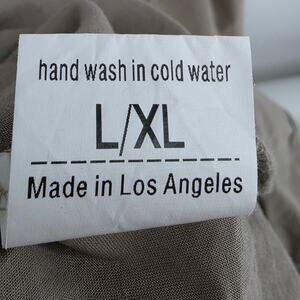 hand wash in cold water
L/XL
Made in Los Angeles